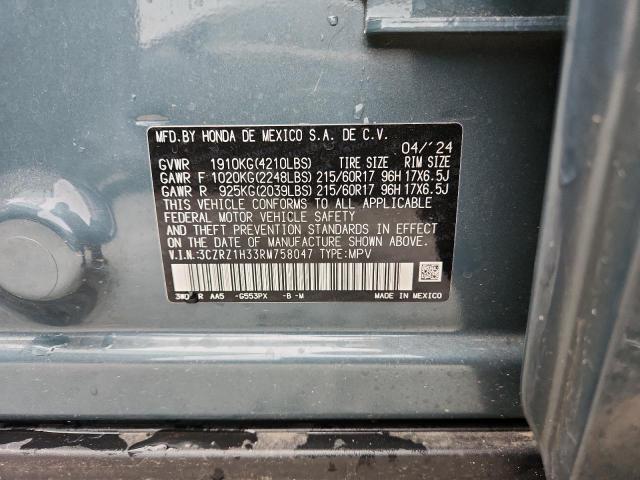 MFD.BY HONDA DE MEXICO S.A. DE C.V. 04/´24
GVWR 1910KG(4210LBS) TIRE SIZE RIM SIZE
GAWR F 1020KG(2248LBS) 215/60R17 96H 17X6.5J
GAWR R 925KG(2039LBS) 215/60R17 96H 17X6.5J
THIS VEHICLE CONFORMS TO ALL APPLICABLE
FEDERAL MOTOR VEHICLE SAFETY
AND THEFT PREVENTION STANDARDS IN EFFECT
ON THE DATE OF MANUFACTURE SHOWN ABOVE.
V.I.N:3CZRZ1H33RM758047 TYPE:MPV
AA5 -G553PX -B -M MADE IN MEXICO